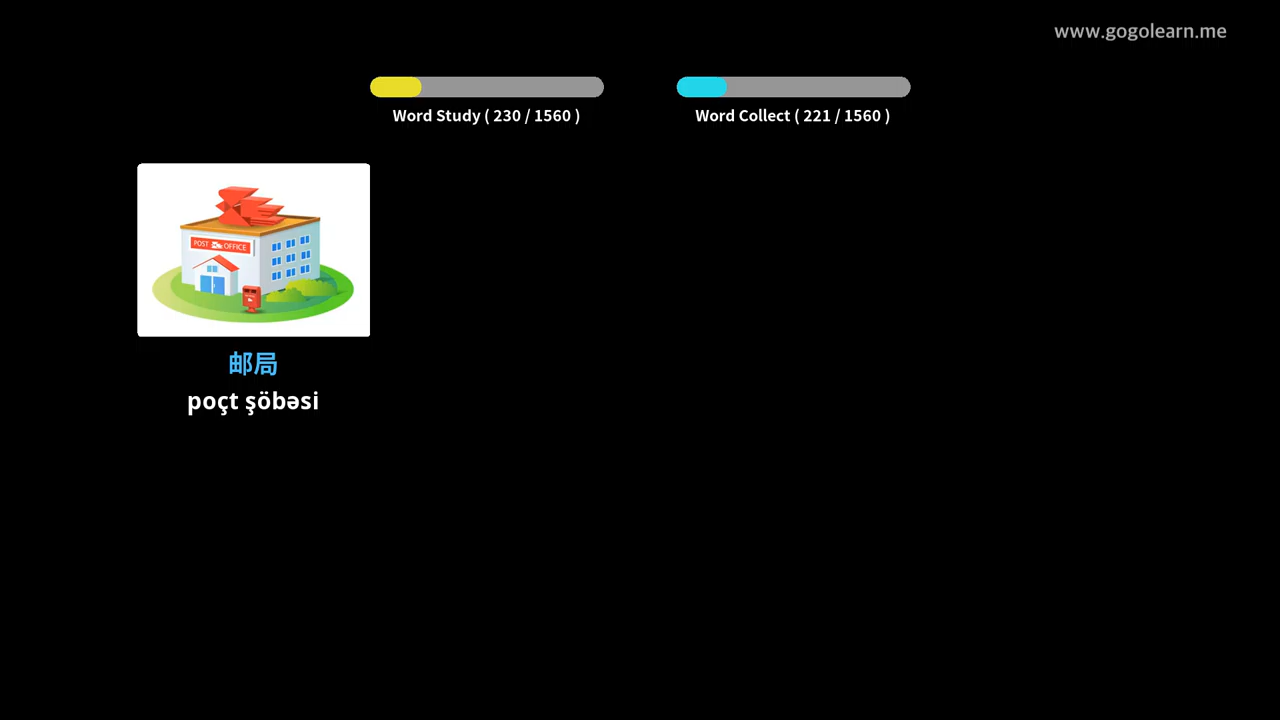 www.gogolearn.me
Word Study ( 230 / 1560 )
Word Collect ( 221 / 1560 )
POST OFFICE
邮局
poçt şöbəsi